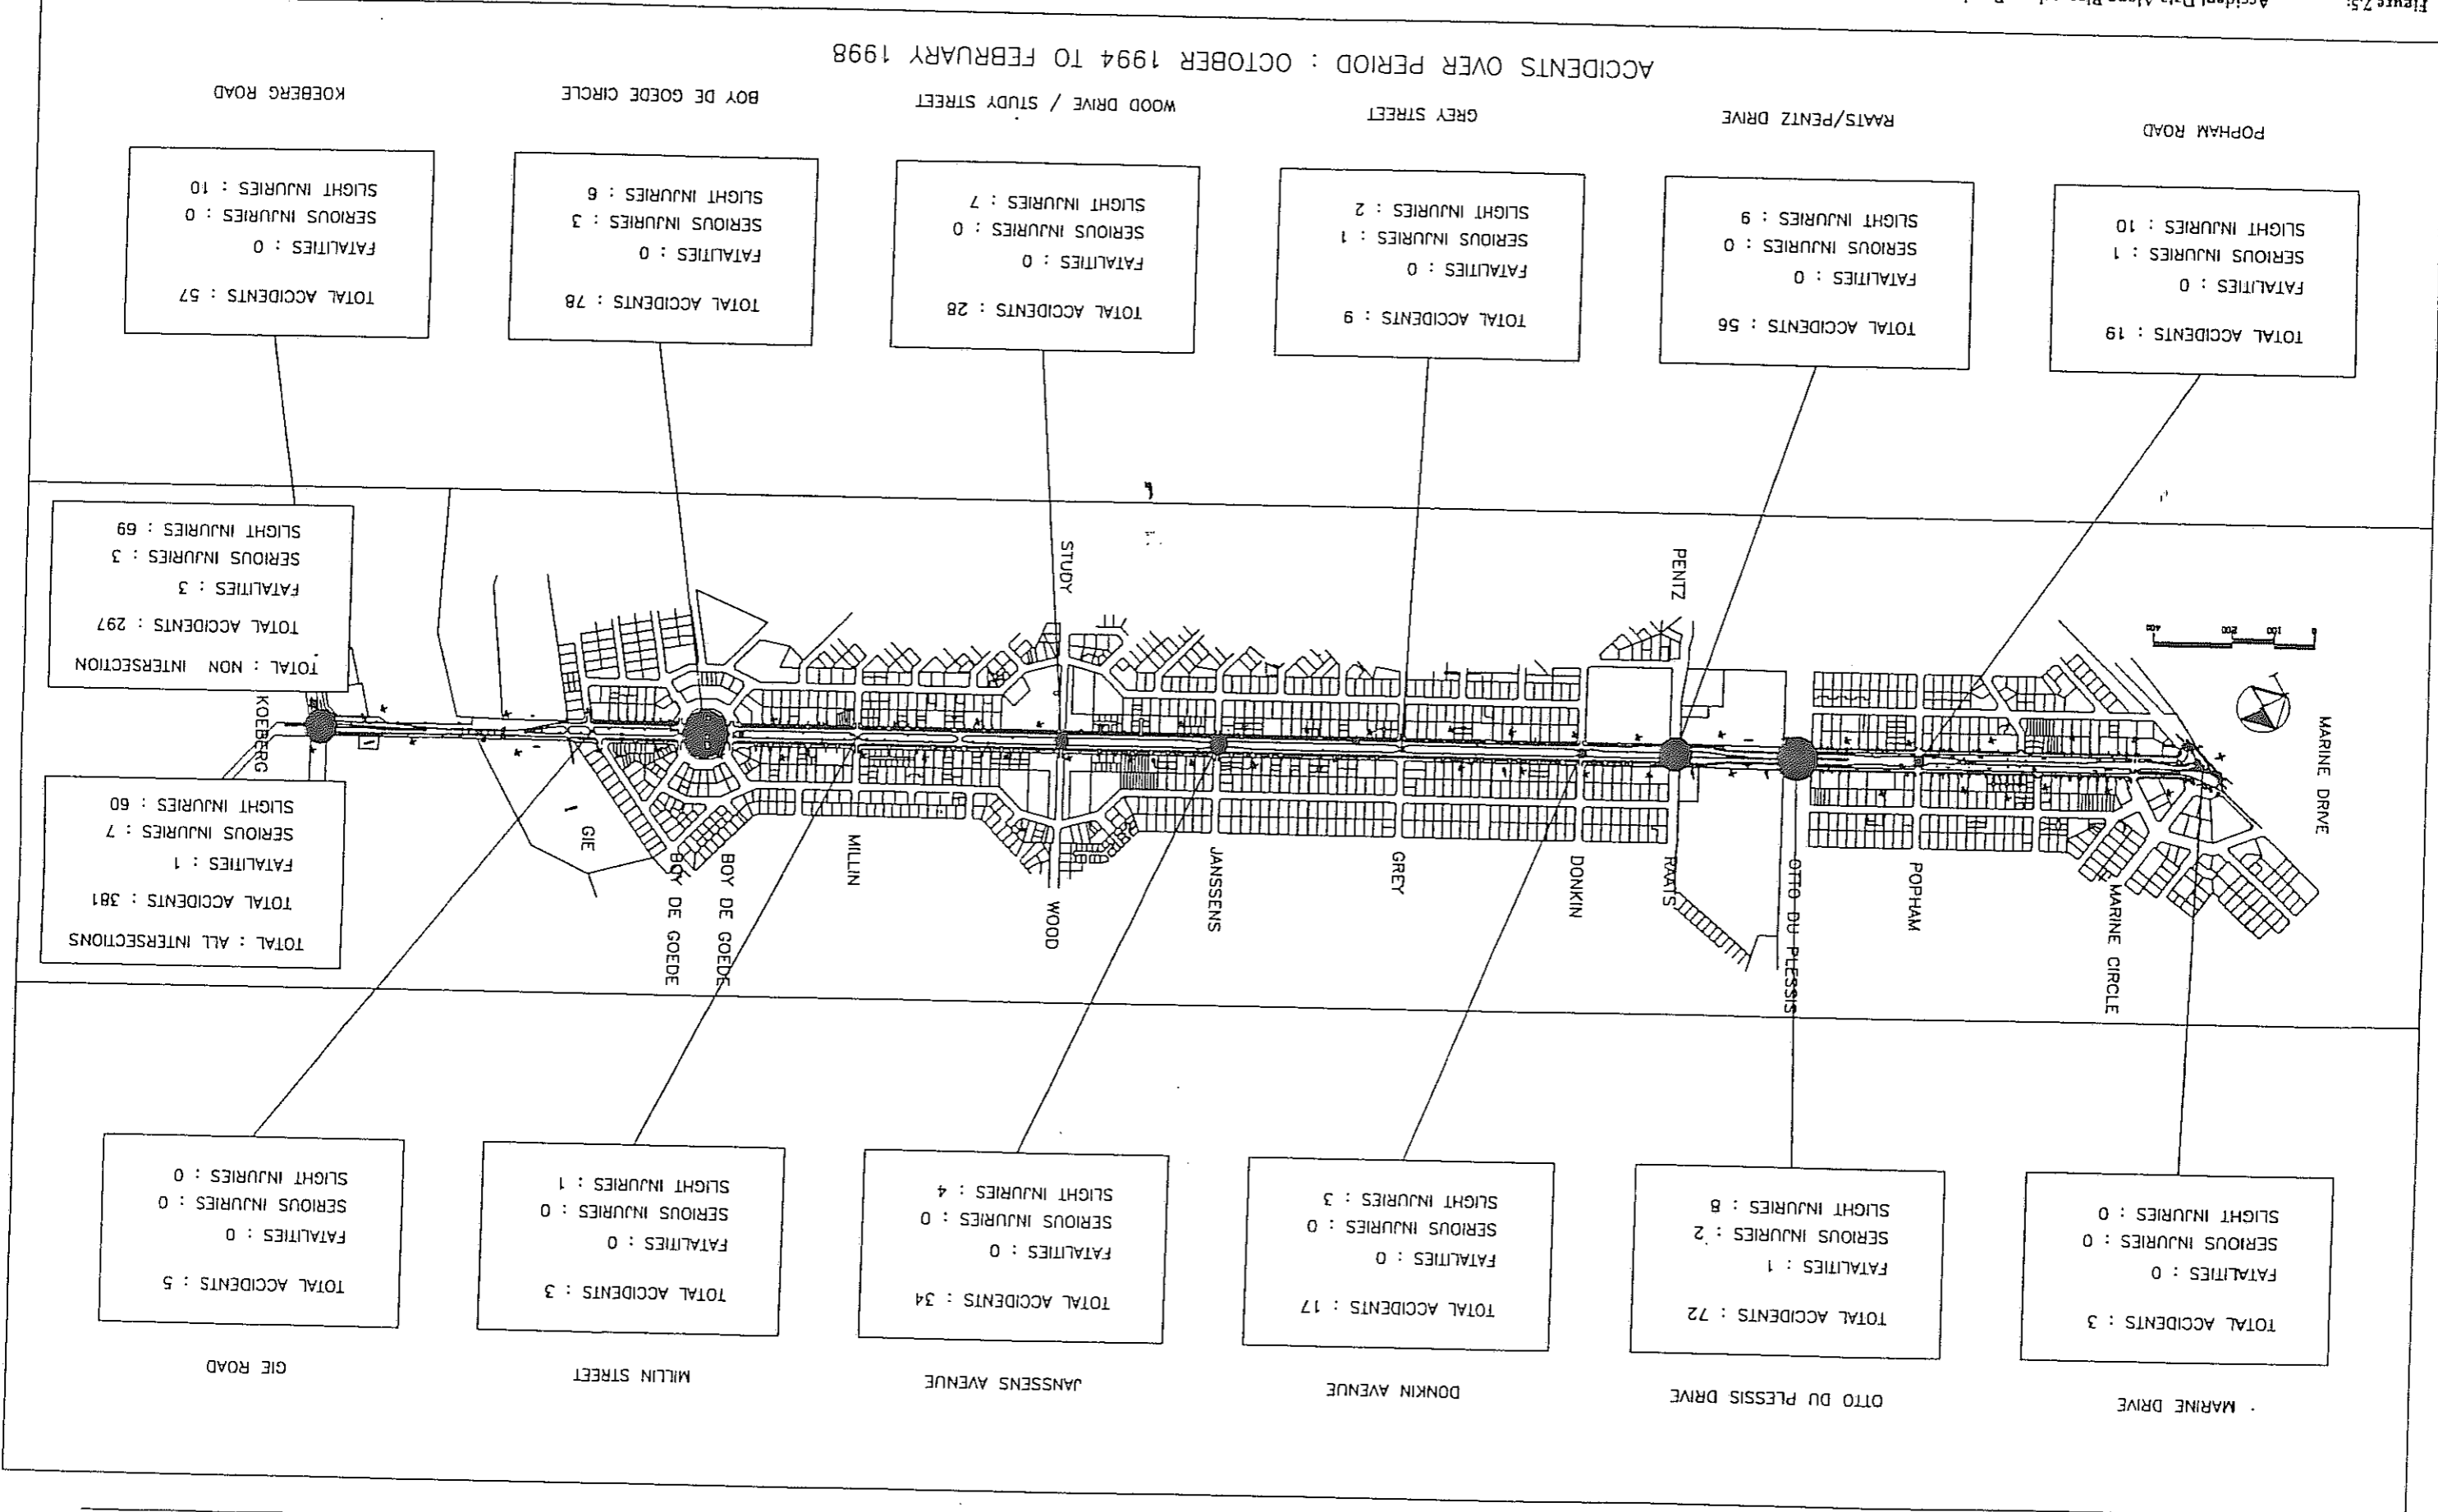 MARINE DRIVE
TOTAL ACCIDENTS : 3
FATALITIES : 0
SERIOUS INJURIES : 0
SLIGHT INJURIES : 0
OTTO DU PLESSIS DRIVE
TOTAL ACCIDENTS : 72
FATALITIES : 1
SERIOUS INJURIES : 2
SLIGHT INJURIES : 8
DONKIN AVENUE
TOTAL ACCIDENTS : 17
FATALITIES : 0
SERIOUS INJURIES : 0
SLIGHT INJURIES : 3
JANSSENS AVENUE
TOTAL ACCIDENTS : 34
FATALITIES : 0
SERIOUS INJURIES : 0
SLIGHT INJURIES : 4
MILLIN STREET
TOTAL ACCIDENTS : 3
FATALITIES : 0
SERIOUS INJURIES : 0
SLIGHT INJURIES : 1
GIE ROAD
TOTAL ACCIDENTS : 5
FATALITIES : 0
SERIOUS INJURIES : 0
SLIGHT INJURIES : 0
MARINE DRIVE
MARINE CIRCLE
POPHAM
OTTO DU PLESSIS
RAATS
DONKIN
GREY
JANSSENS
WOOD
MILLIN
BOY DE GOEDE
BOY DE GOEDE
GIE
KOEBERG
PENTZ
STUDY
0 100 200 400
TOTAL : ALL INTERSECTIONS
TOTAL ACCIDENTS : 381
FATALITIES : 1
SERIOUS INJURIES : 7
SLIGHT INJURIES : 60
TOTAL : NON INTERSECTION
TOTAL ACCIDENTS : 297
FATALITIES : 3
SERIOUS INJURIES : 3
SLIGHT INJURIES : 69
TOTAL ACCIDENTS : 19
FATALITIES : 0
SERIOUS INJURIES : 1
SLIGHT INJURIES : 10
POPHAM ROAD
TOTAL ACCIDENTS : 56
FATALITIES : 0
SERIOUS INJURIES : 0
SLIGHT INJURIES : 9
RAATS/PENTZ DRIVE
TOTAL ACCIDENTS : 9
FATALITIES : 0
SERIOUS INJURIES : 1
SLIGHT INJURIES : 2
GREY STREET
TOTAL ACCIDENTS : 28
FATALITIES : 0
SERIOUS INJURIES : 0
SLIGHT INJURIES : 7
WOOD DRIVE / STUDY STREET
TOTAL ACCIDENTS : 78
FATALITIES : 0
SERIOUS INJURIES : 3
SLIGHT INJURIES : 6
BOY DE GOEDE CIRCLE
TOTAL ACCIDENTS : 57
FATALITIES : 0
SERIOUS INJURIES : 0
SLIGHT INJURIES : 10
KOEBERG ROAD
ACCIDENTS OVER PERIOD : OCTOBER 1994 TO FEBRUARY 1998
Figure 7.5: Accident Data Along